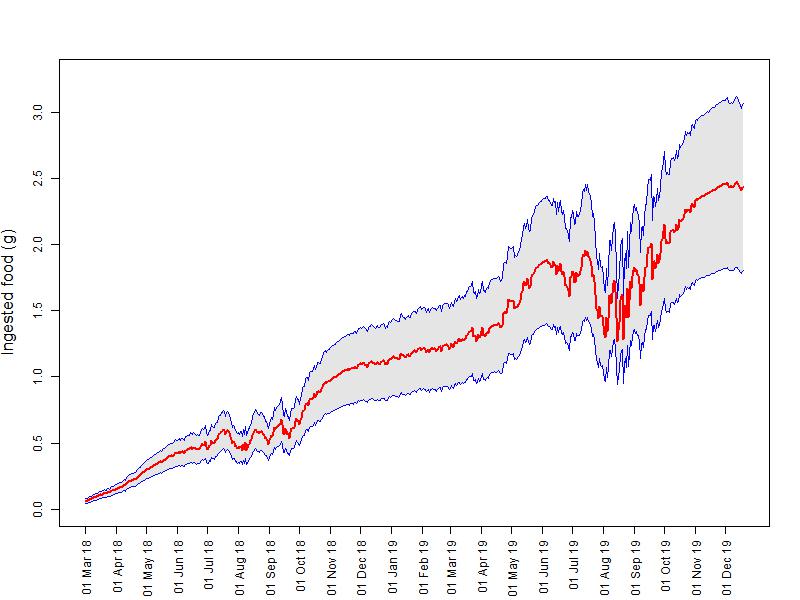 Ingested food (g)
3.0
2.5
2.0
1.5
1.0
0.5
0.0
01 Mar 18
01 Apr 18
01 May 18
01 Jun 18
01 Jul 18
01 Aug 18
01 Sep 18
01 Oct 18
01 Nov 18
01 Dec 18
01 Jan 19
01 Feb 19
01 Mar 19
01 Apr 19
01 May 19
01 Jun 19
01 Jul 19
01 Aug 19
01 Sep 19
01 Oct 19
01 Nov 19
01 Dec 19